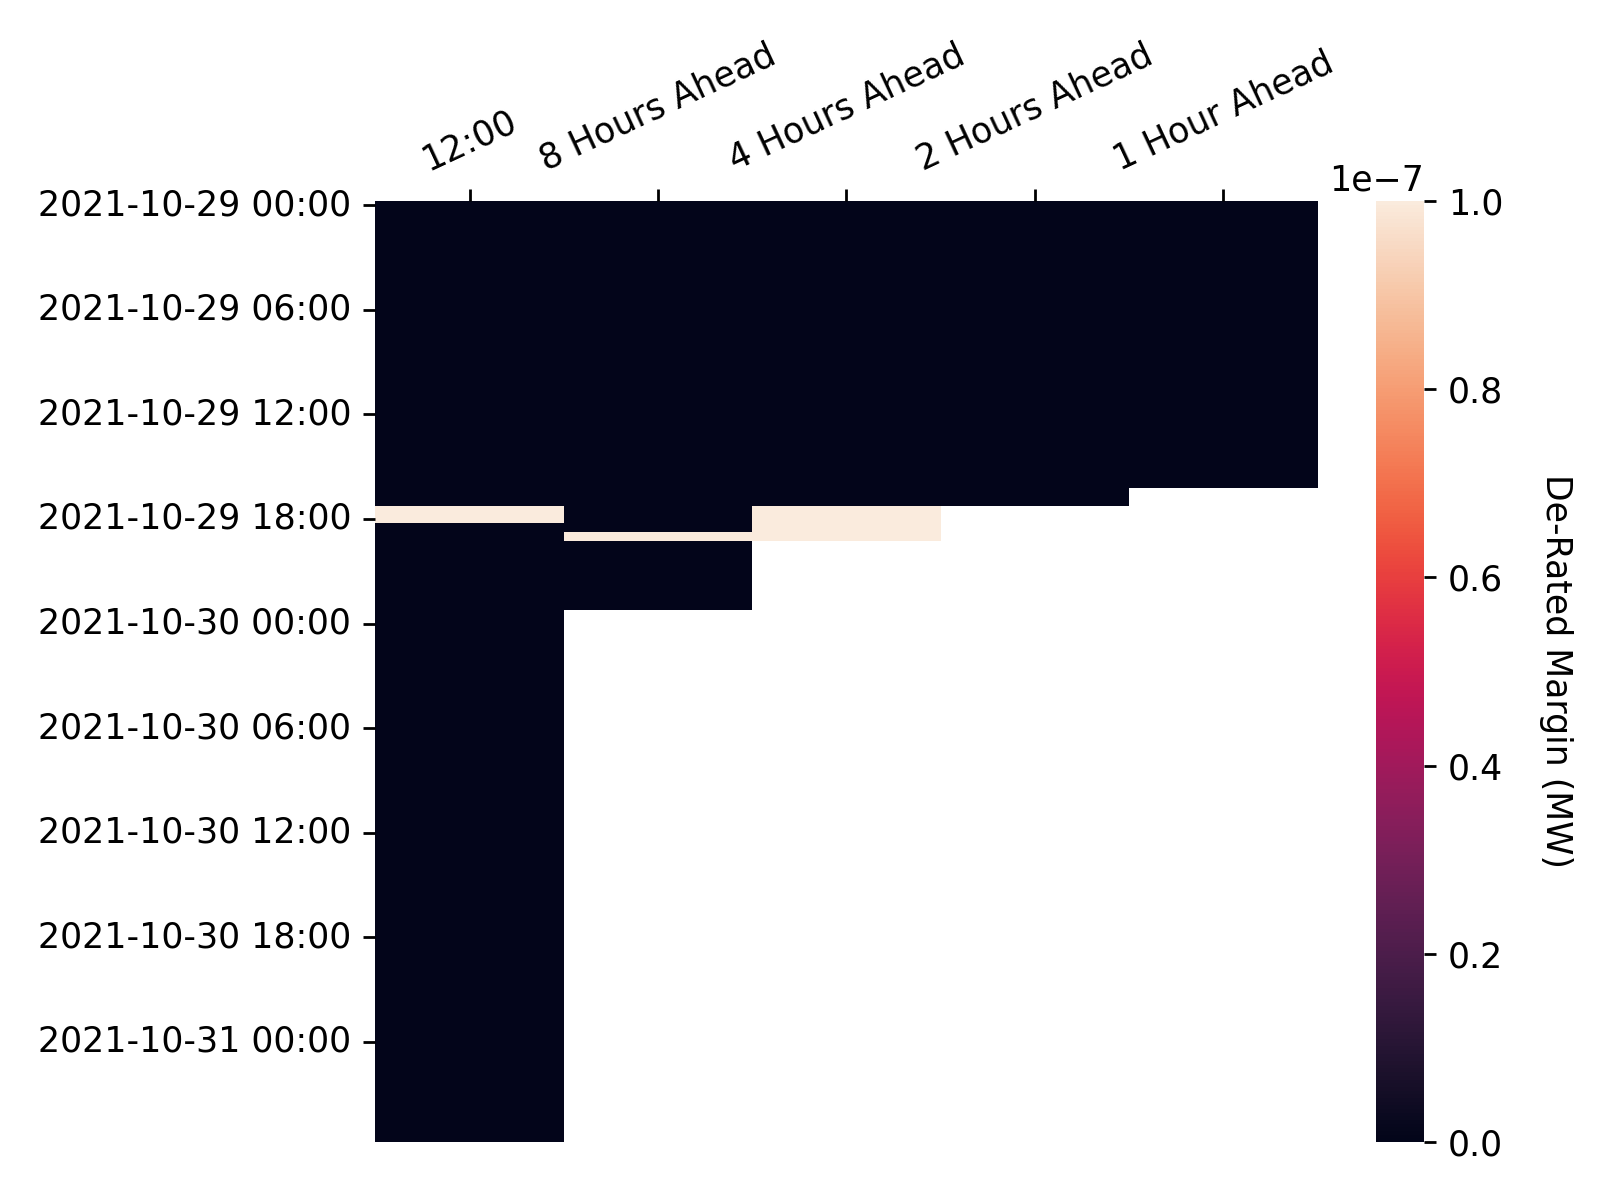 12:00
8 Hours Ahead
4 Hours Ahead
2 Hours Ahead
1 Hour Ahead
2021-10-29 00:00
2021-10-29 06:00
2021-10-29 12:00
2021-10-29 18:00
2021-10-30 00:00
2021-10-30 06:00
2021-10-30 12:00
2021-10-30 18:00
2021-10-31 00:00
1e−7
1.0
0.8
0.6
0.4
0.2
0.0
De-Rated Margin (MW)